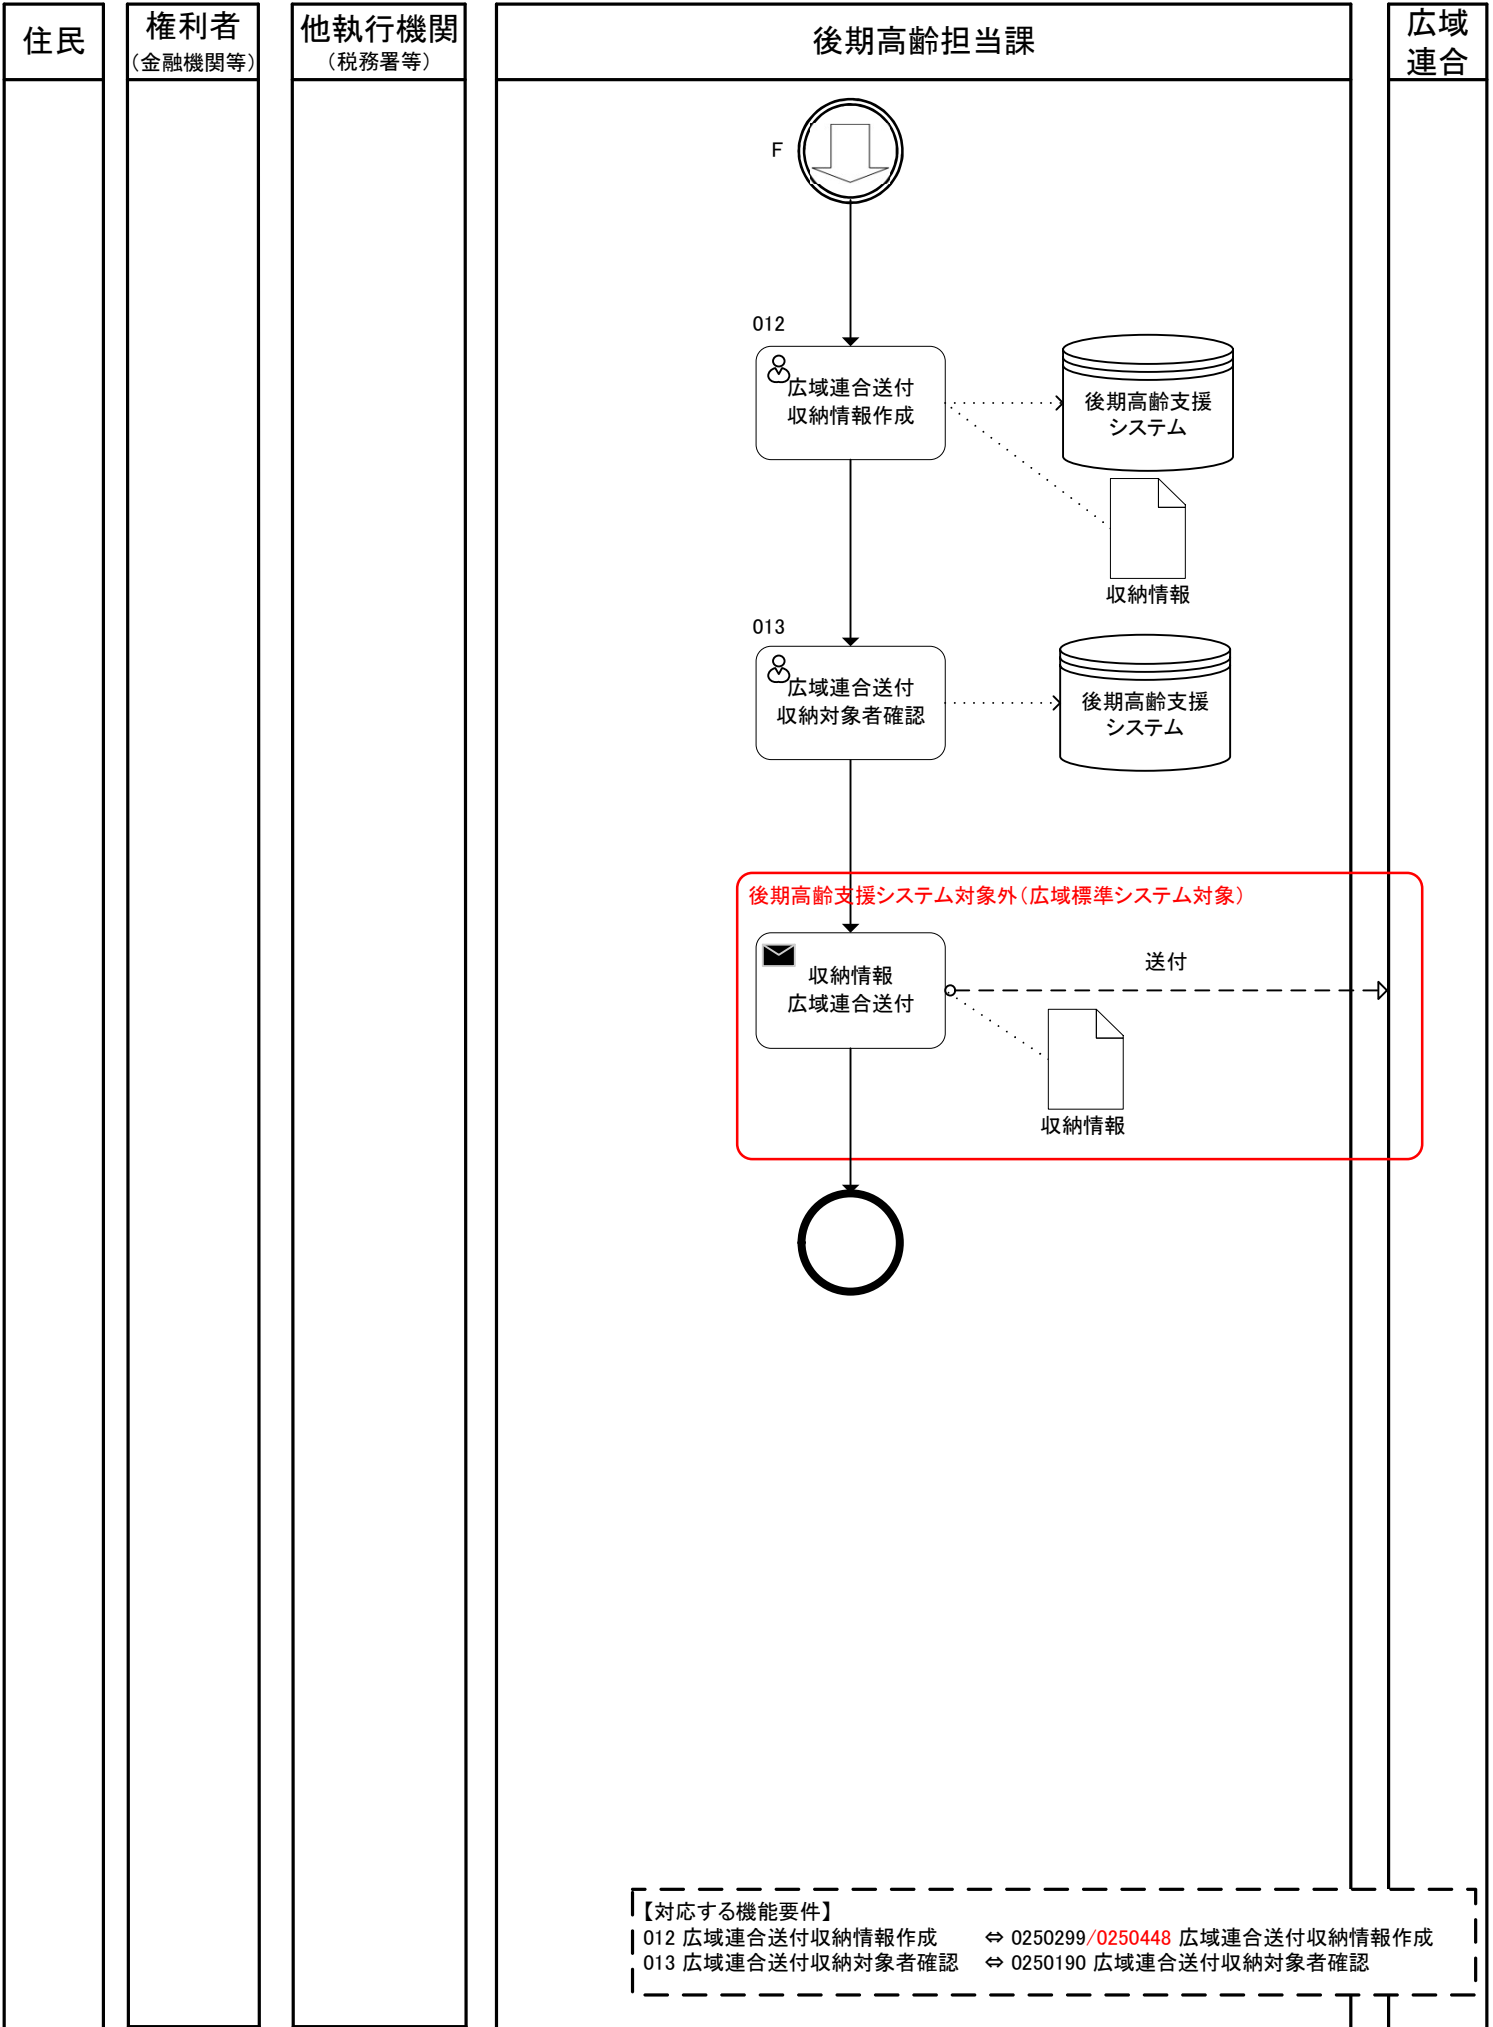 住民
権利者
（金融機関等）
他執行機関
（税務署等）
後期高齢担当課
広域
連合
F
012
広域連合送付
収納情報作成
後期高齢支援
システム
収納情報
013
広域連合送付
収納対象者確認
後期高齢支援
システム
後期高齢支援システム対象外（広域標準システム対象）
収納情報
広域連合送付
送付
収納情報
【対応する機能要件】
012 広域連合送付収納情報作成 ⇔ 0250299/0250448 広域連合送付収納情報作成
013 広域連合送付収納対象者確認 ⇔ 0250190 広域連合送付収納対象者確認